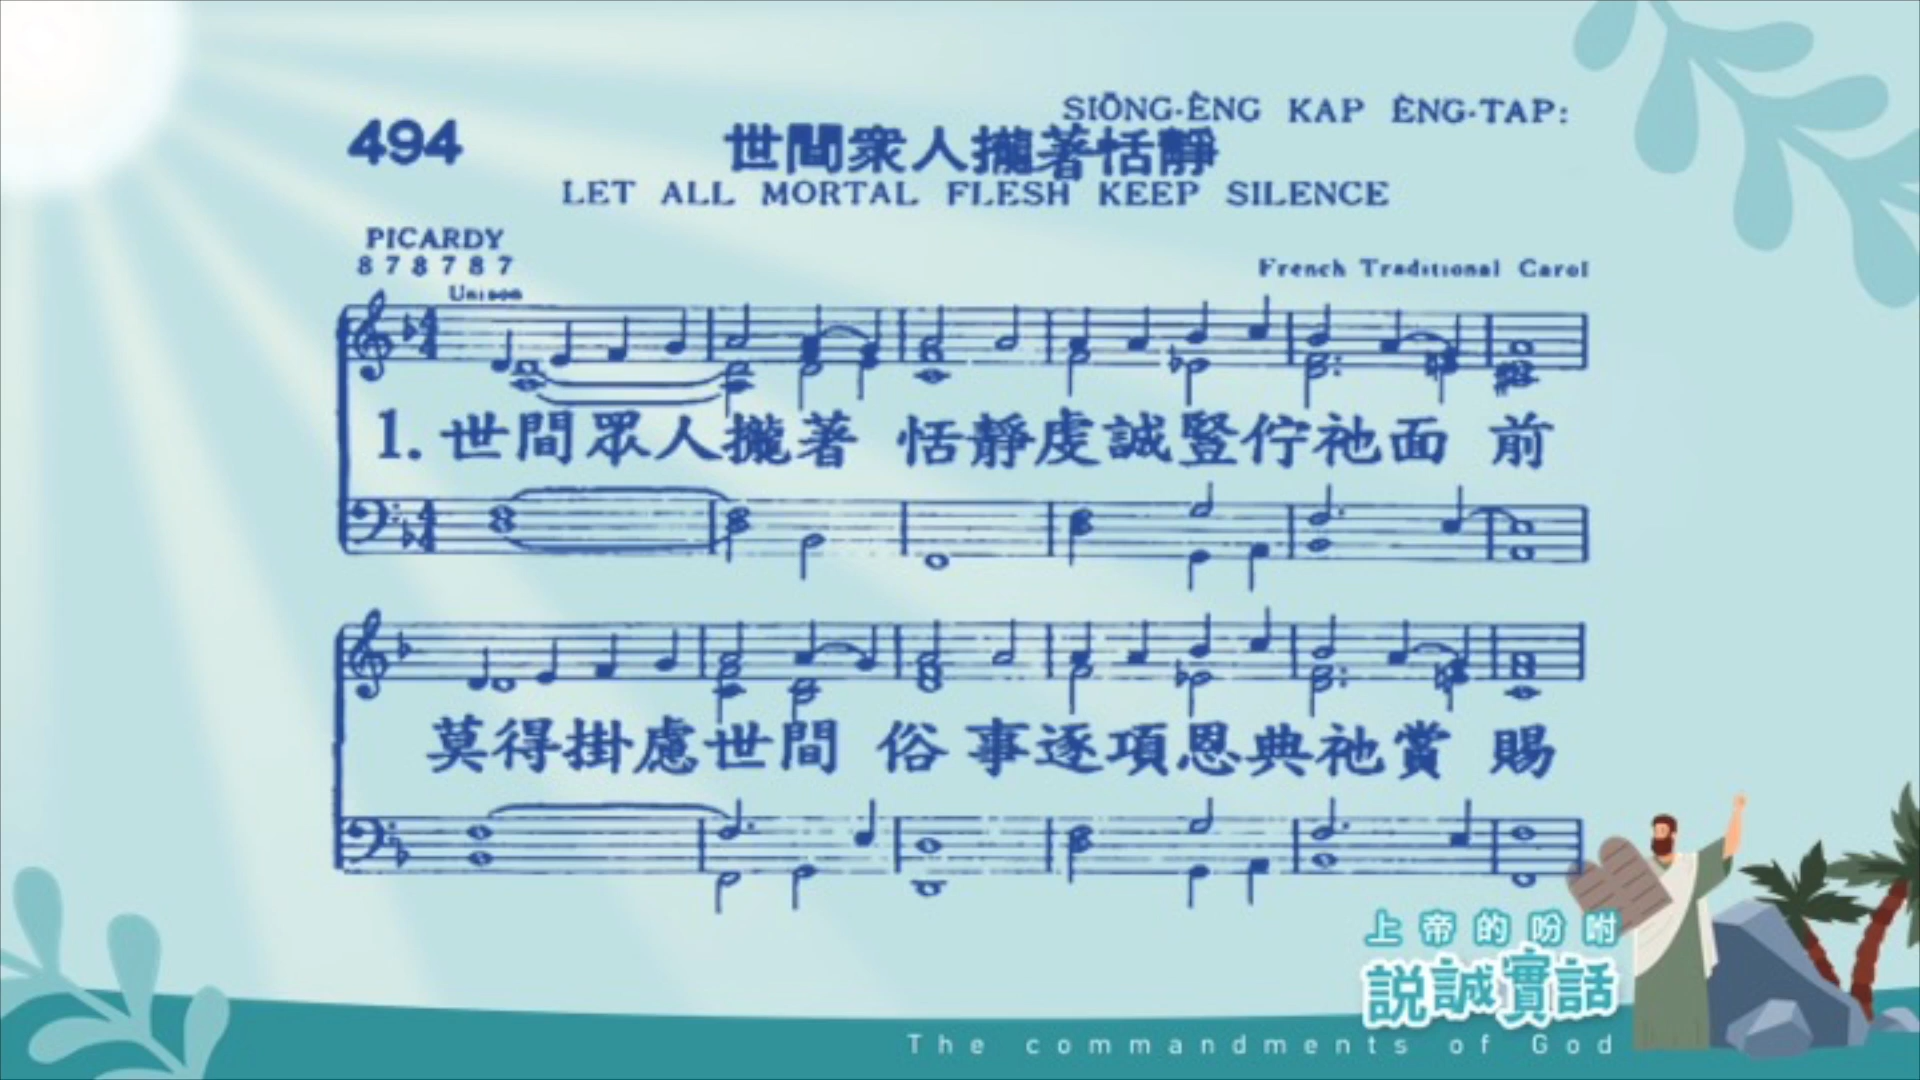 SIŌNG-ÈNG KAP ÈNG-TAP:
494
世間衆人攏著恬靜
LET ALL MORTAL FLESH KEEP SILENCE
PICARDY
8 7 8 7 8 7
French Traditional Carol
Unison
1. 世間眾人攏著 恬靜虔誠豎佇祂面 前
莫得掛慮世間 俗 事逐項恩典祂賞 賜
上帝的吩咐
説誠實話
The commandments of God